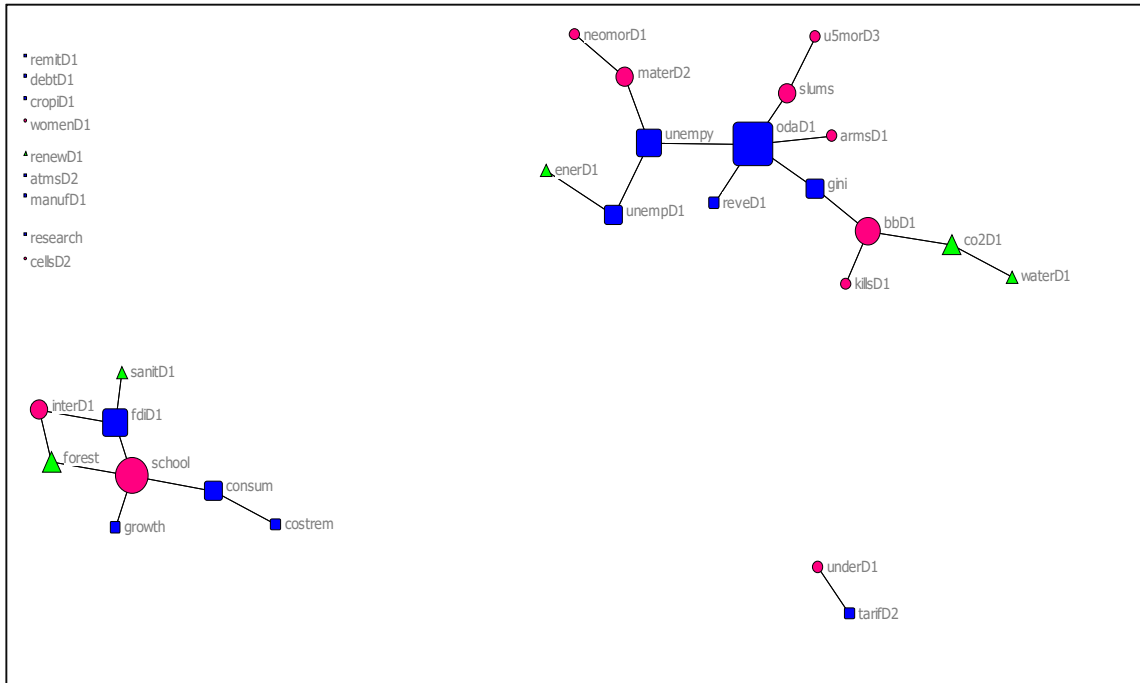 remitD1
debtD1
cropiD1
womenD1
renewD1
atmsD2
manufD1
research
cellsD2
neomorD1
materD2
u5morD3
slums
unempy
odaD1
armsD1
enerD1
unempD1
reveD1
gini
bbD1
co2D1
waterD1
killsD1
sanitD1
interD1
fdiD1
forest
school
consum
growth
costrem
underD1
tarifD2